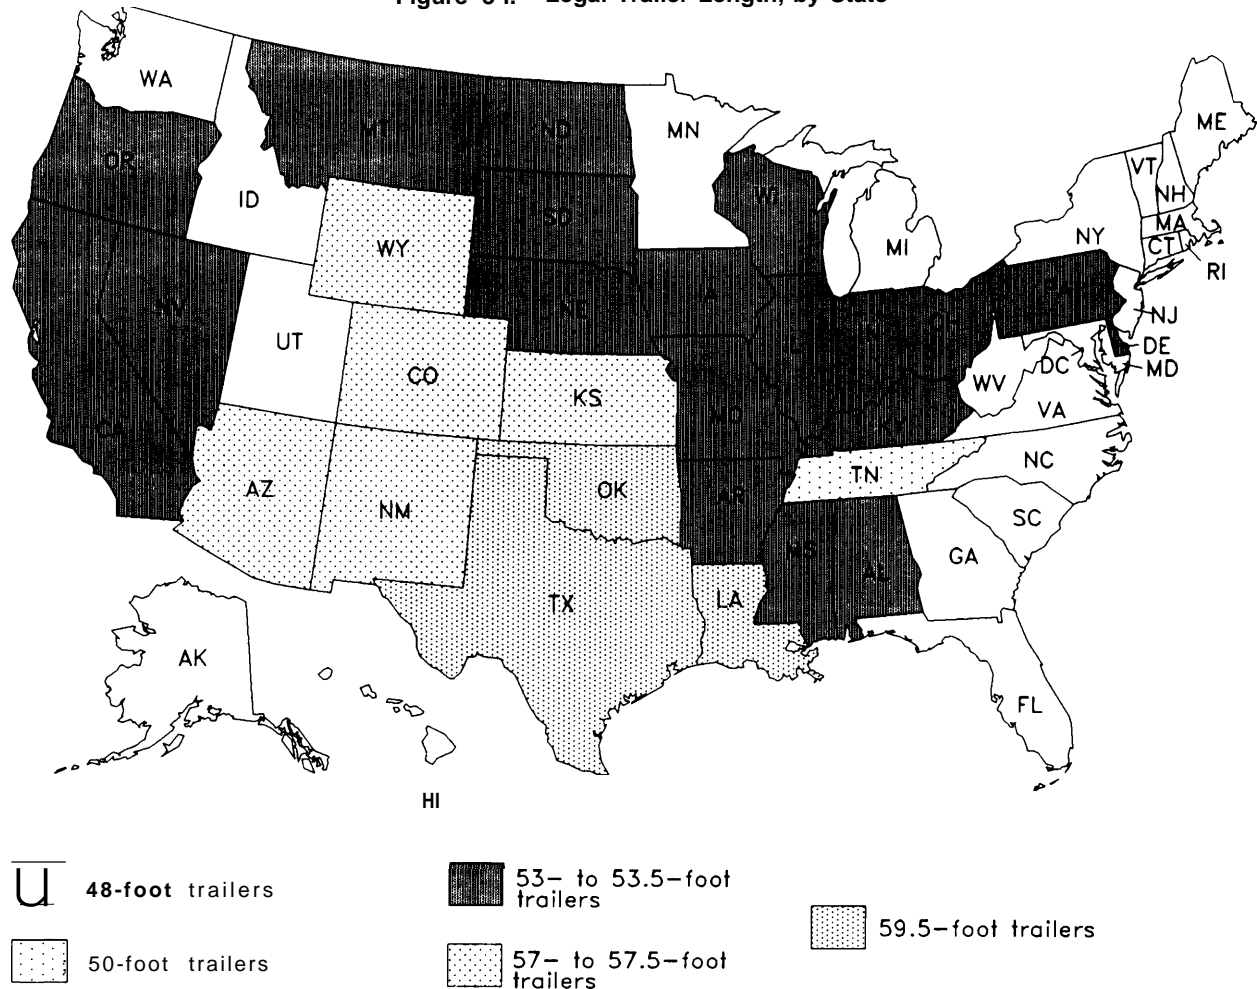 Legal Trailer Length, by State
WA
MT
ND
MN
ME
OR
VT
ID
NH
SD
WI
MA
WY
NY
CT
MI
RI
NV
NE
IA
PA
NJ
UT
DE
DC
MD
CO
WV
KS
VA
MO
CA
KY
NC
TN
AZ
OK
AR
NM
SC
MS
GA
AL
TX
LA
AK
FL
HI
48-foot trailers
53- to 53.5-foot
trailers
59.5-foot trailers
50-foot trailers
57- to 57.5-foot
trailers